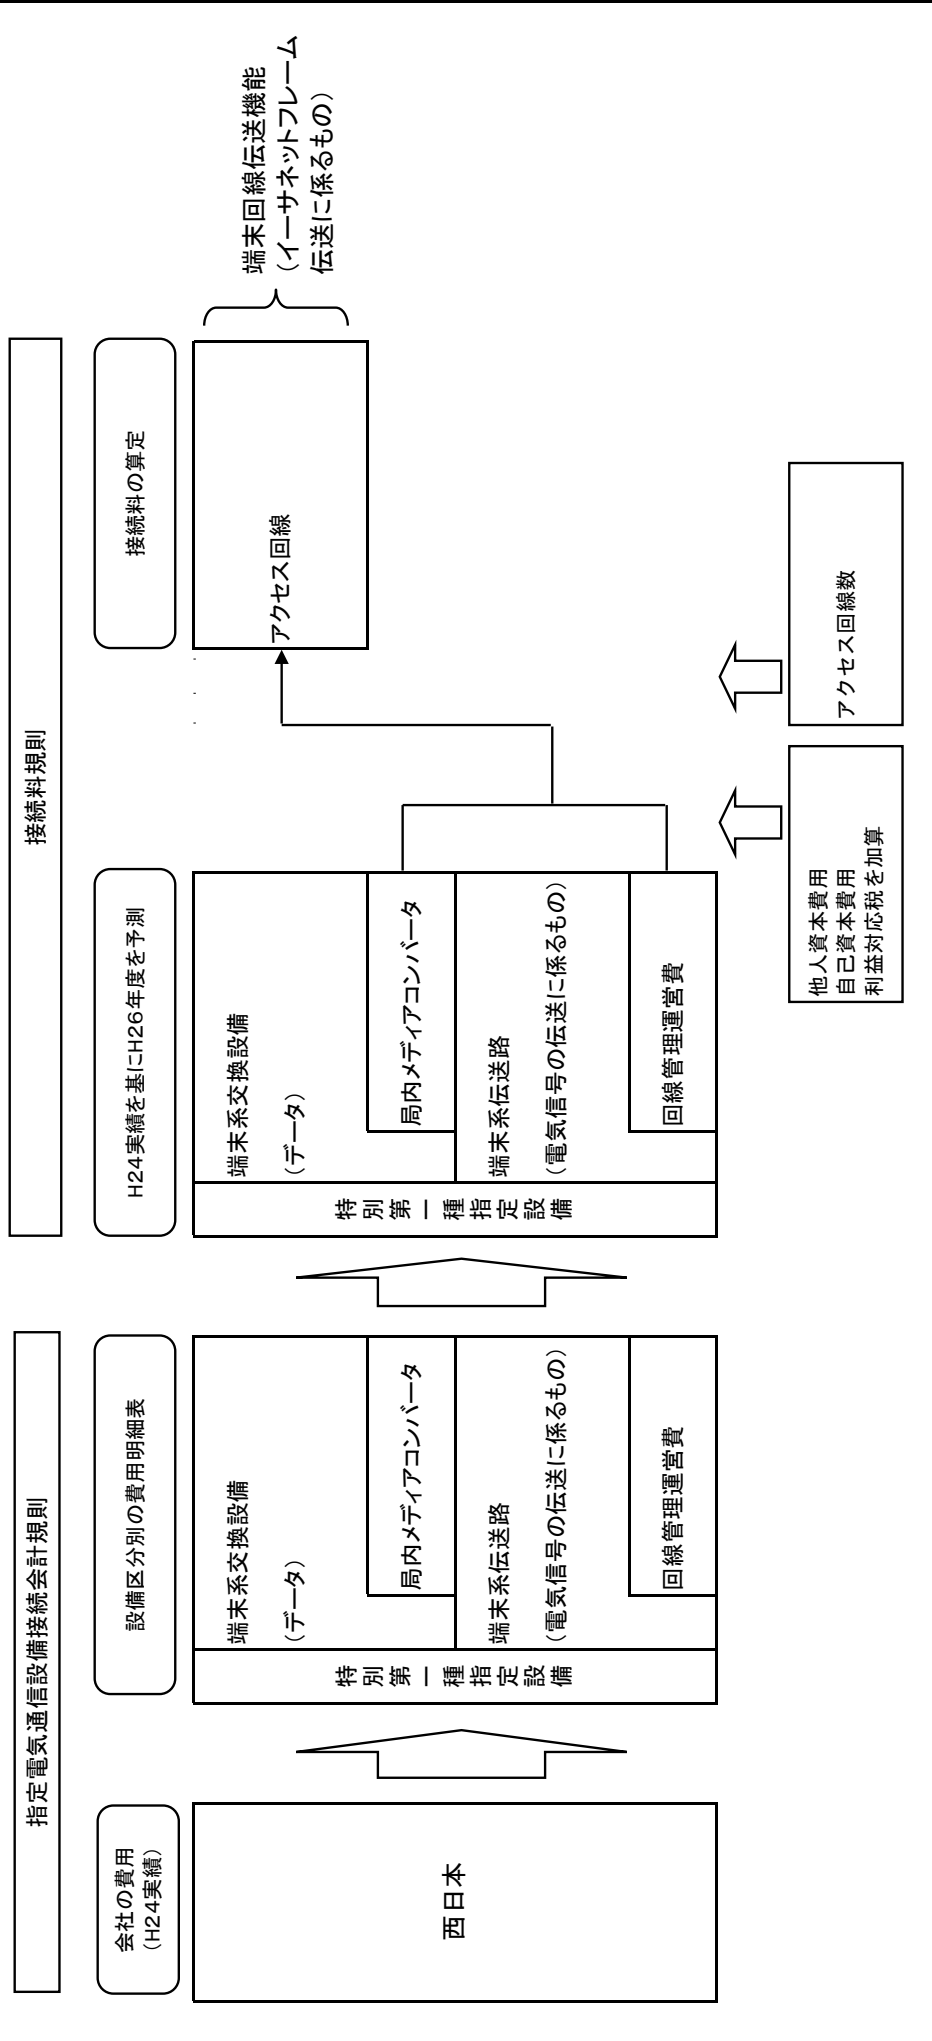 指定電気通信設備接続会計規則
接続料規則
会社の費用
（H24実績）
設備区分別の費用明細表
H24実績を基にH26年度を予測
接続料の算定
西日本
特別第一種指定設備
端末系交換設備
（データ）
局内メディアコンバータ
端末系伝送路
（電気信号の伝送に係るもの）
回線管理運営費
特別第一種指定設備
端末系交換設備
（データ）
局内メディアコンバータ
端末系伝送路
（電気信号の伝送に係るもの）
回線管理運営費
アクセス回線
端末回線伝送機能
（イーサネットフレーム
伝送に係るもの）
他人資本費用
自己資本費用
利益対応税を加算
アクセス回線数